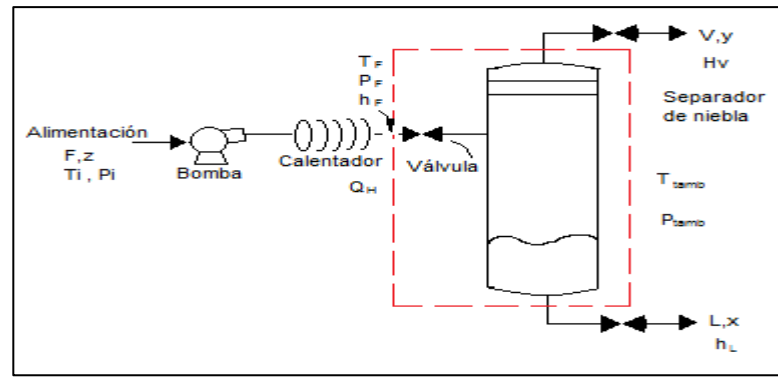 Alimentación
F,z
Ti , Pi
Bomba
Calentador
Q_H
T_F
P_F
h_F
Válvula
V,y
Hv
Separador
de niebla
T_tamb
P_tamb
L,x
h_L